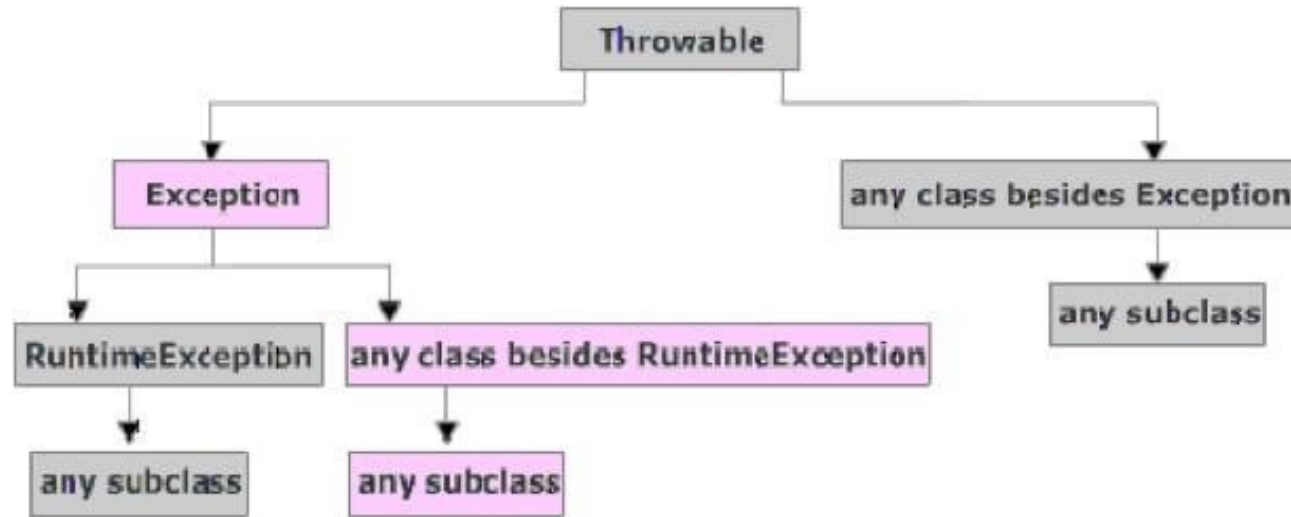 Throwable
Exception
any class besides Exception
any subclass
RuntimeException
any class besides RuntimeException
any subclass
any subclass